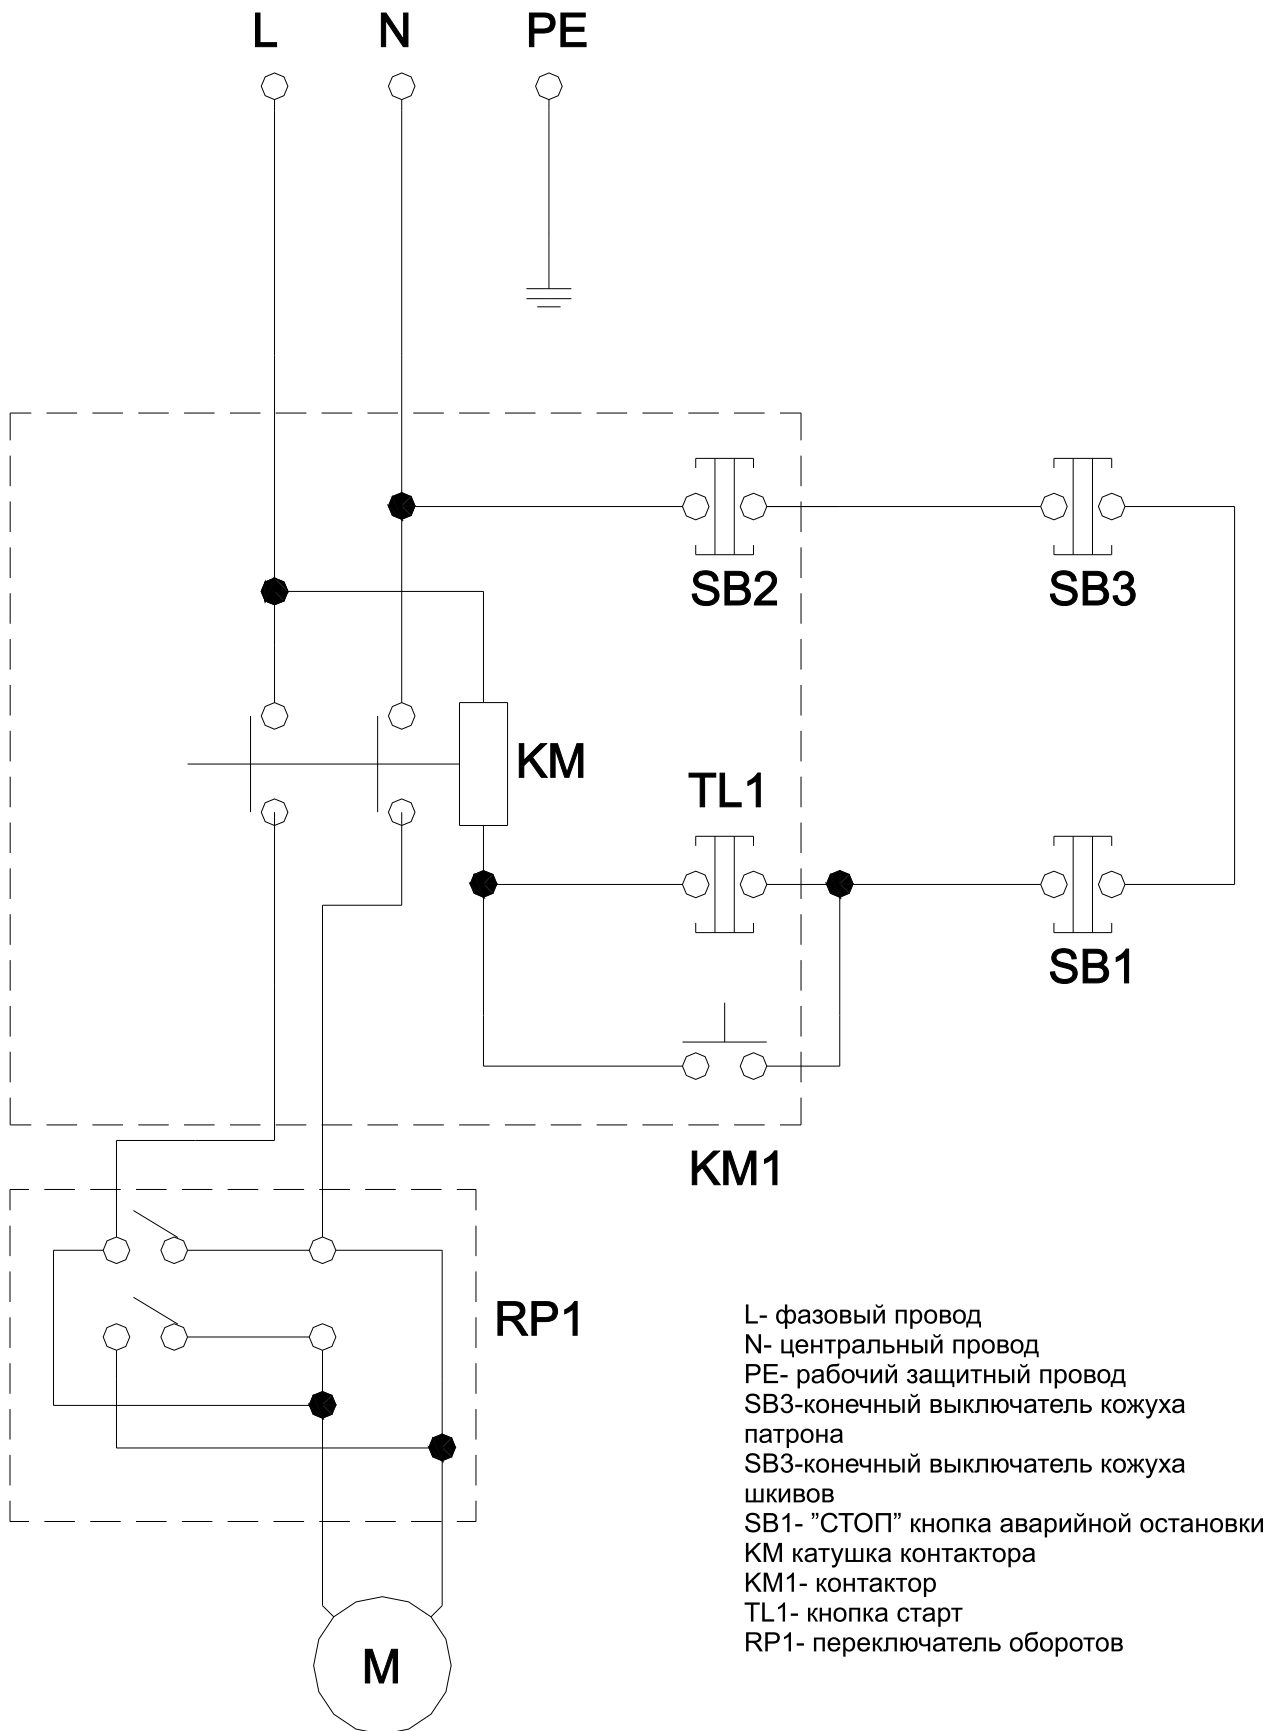 L N PE
SB2 SB3
KM
TL1
SB1
KM1
RP1
L- фазовый провод
N- центральный провод
PE- рабочий защитный провод
SB3-конечный выключатель кожуха
патрона
SB3-конечный выключатель кожуха
шкивов
SB1- ”СТОП” кнопка аварийной остановки
KM катушка контактора
KM1- контактор
TL1- кнопка старт
RP1- переключатель оборотов
M